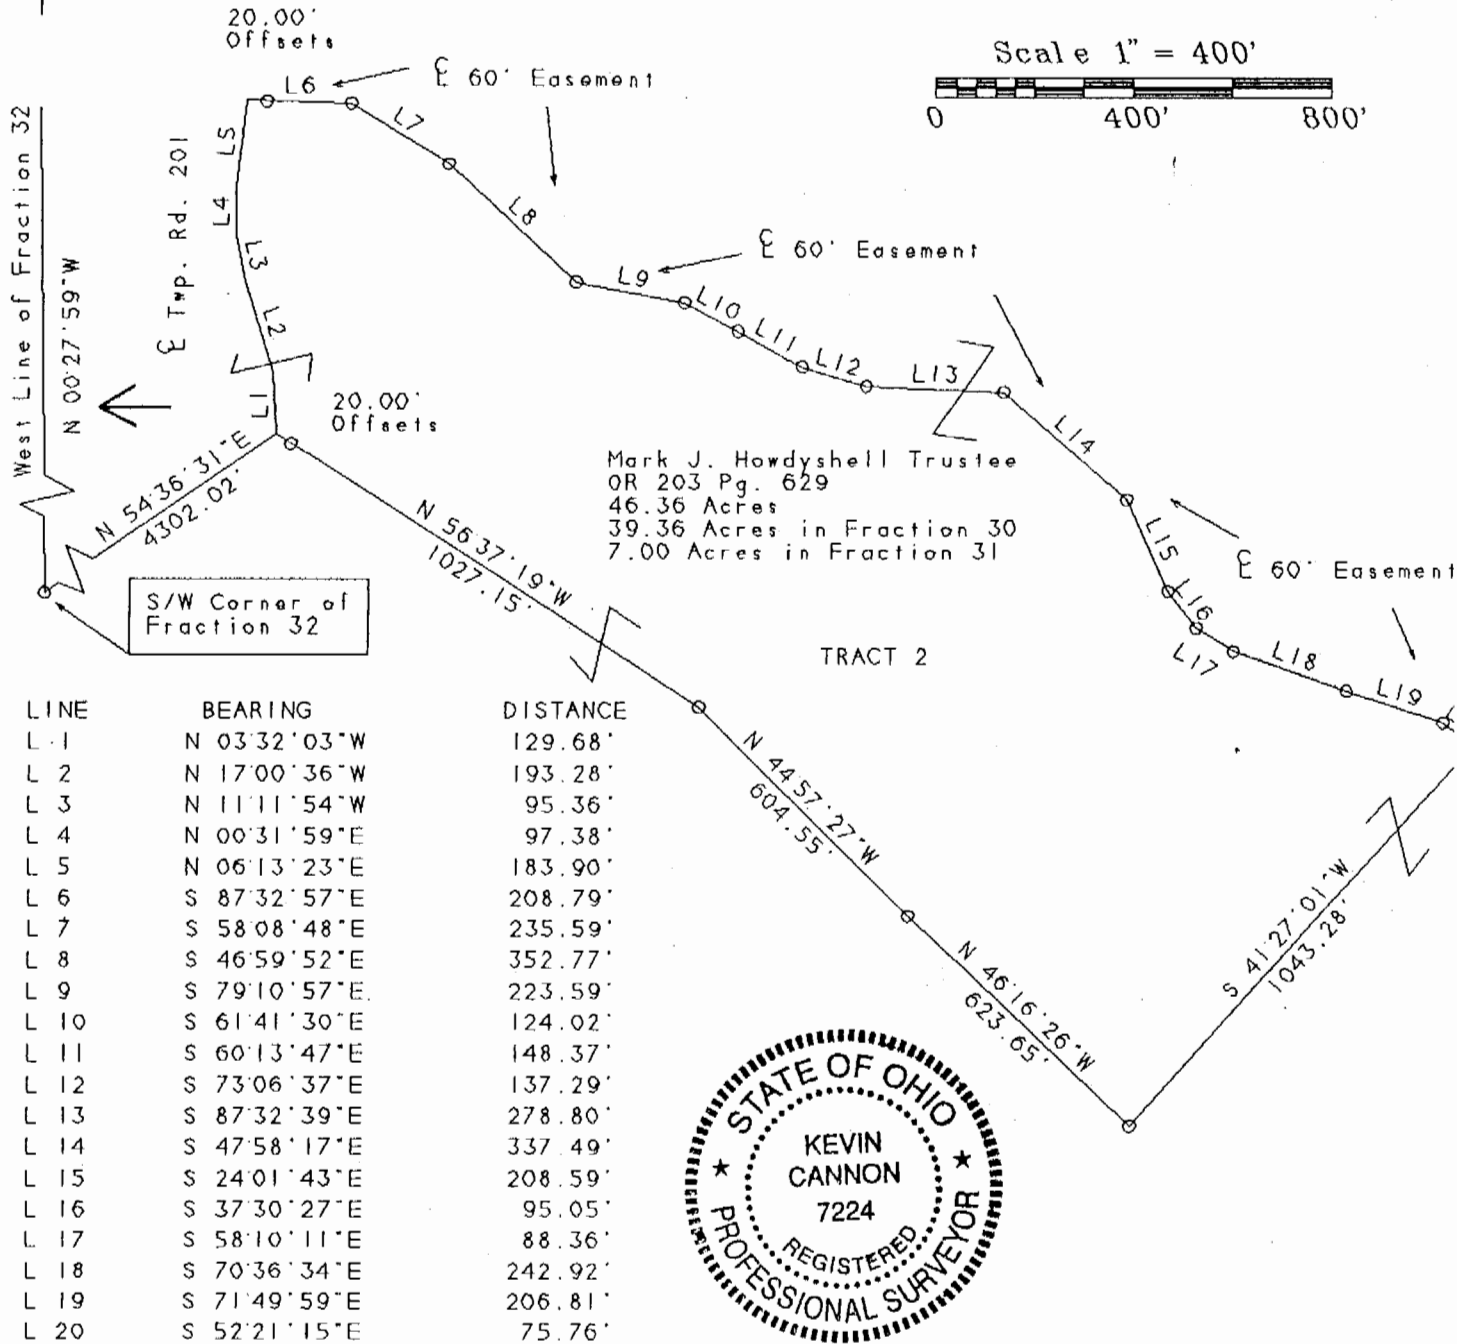 20.00'
Offsets
Scale 1" = 400'
0 400' 800'
℄ 60' Easement
L6
L7
L5
L4
L3
L2
L1
L8
℄ Twp. Rd. 201
West Line of Fraction 32
N 00°27'59"W
℄ 60' Easement
L9
L10
L11
L12
L13
L14
20.00'
Offsets
N 54°36'31"E
4302.02'
Mark J. Howdyshell Trustee
OR 203 Pg. 629
46.36 Acres
39.36 Acres in Fraction 30
7.00 Acres in Fraction 31
N 56°37'19"W
1027.15'
L15
L16
L17
L18
L19
℄ 60' Easement
S/W Corner of
Fraction 32
TRACT 2
N 44°57'27"W
604.55'
N 46°16'26"W
623.65'
S 41°27'01"W
1043.28'
LINE BEARING DISTANCE
L 1 N 03°32'03"W 129.68'
L 2 N 17°00'36"W 193.28'
L 3 N 11°11'54"W 95.36'
L 4 N 00°31'59"E 97.38'
L 5 N 06°13'23"E 183.90'
L 6 S 87°32'57"E 208.79'
L 7 S 58°08'48"E 235.59'
L 8 S 46°59'52"E 352.77'
L 9 S 79°10'57"E 223.59'
L 10 S 61°41'30"E 124.02'
L 11 S 60°13'47"E 148.37'
L 12 S 73°06'37"E 137.29'
L 13 S 87°32'39"E 278.80'
L 14 S 47°58'17"E 337.49'
L 15 S 24°01'43"E 208.59'
L 16 S 37°30'27"E 95.05'
L 17 S 58°10'11"E 88.36'
L 18 S 70°36'34"E 242.92'
L 19 S 71°49'59"E 206.81'
L 20 S 52°21'15"E 75.76'
STATE OF OHIO
KEVIN
CANNON
7224
REGISTERED
PROFESSIONAL SURVEYOR